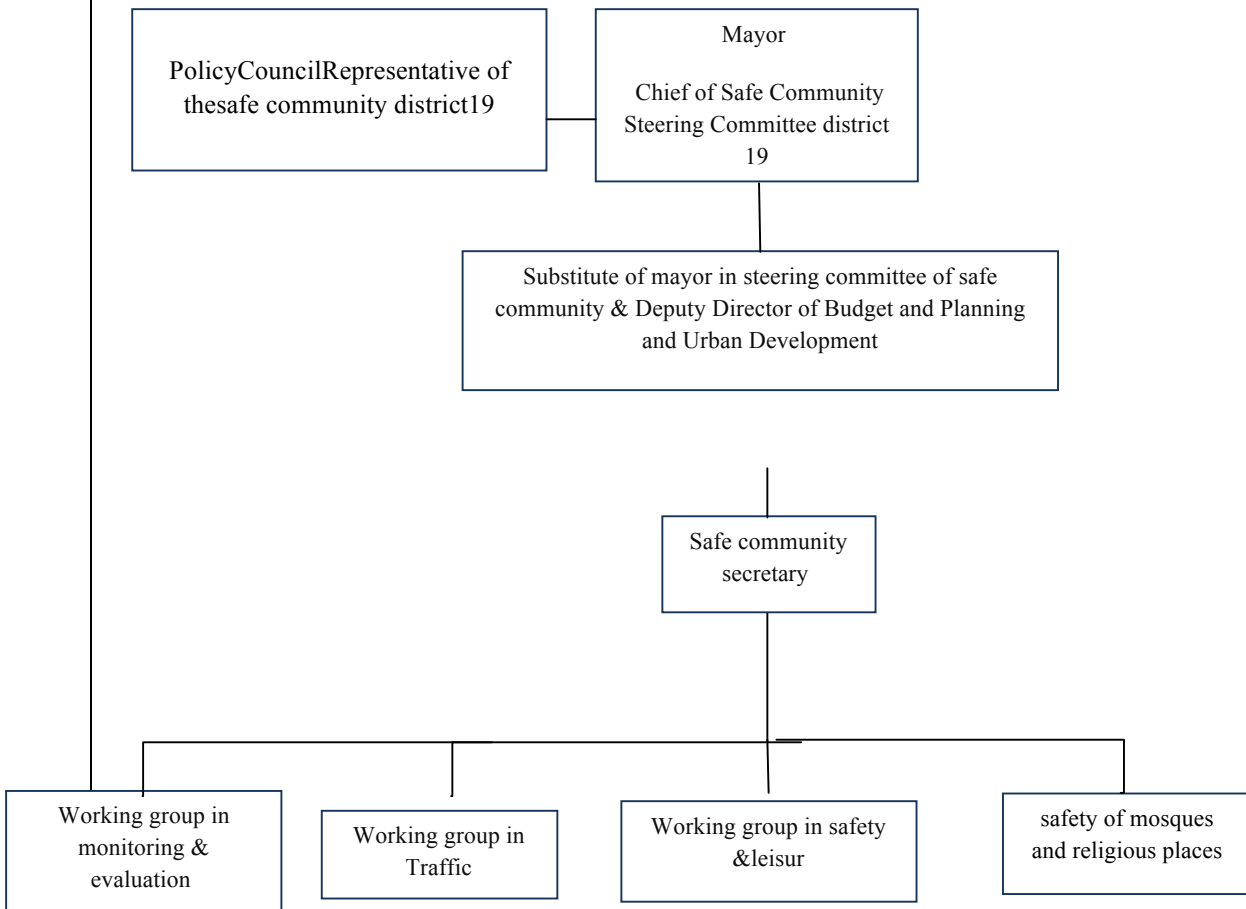 PolicyCouncilRepresentative of
thesafe community district19
Mayor
Chief of Safe Community
Steering Committee district
19
Substitute of mayor in steering committee of safe
community & Deputy Director of Budget and Planning
and Urban Development
Safe community
secretary
Working group in
monitoring &
evaluation
Working group in
Traffic
Working group in safety
&leisur
safety of mosques
and religious places